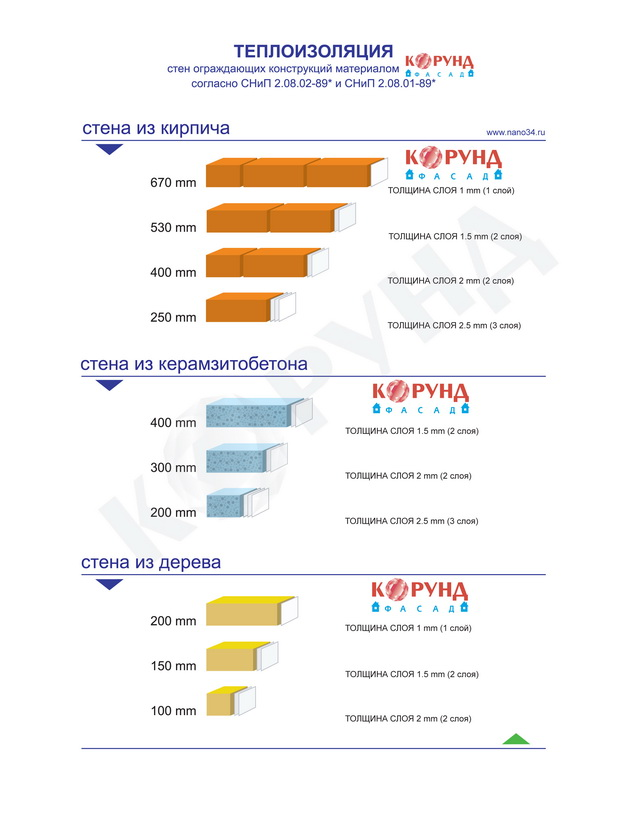 ТЕПЛОИЗОЛЯЦИЯ
стен ограждающих конструкций материалом КОРУНД
ФАСАД
согласно СНиП 2.08.02-89* и СНиП 2.08.01-89*
стена из кирпича
www.nano34.ru
КОРУНД
ФАСАД
670 mm
ТОЛЩИНА СЛОЯ 1 mm (1 слой)
530 mm
ТОЛЩИНА СЛОЯ 1.5 mm (2 слоя)
400 mm
ТОЛЩИНА СЛОЯ 2 mm (2 слоя)
250 mm
ТОЛЩИНА СЛОЯ 2.5 mm (3 слоя)
КОРУНД
стена из керамзитобетона
КОРУНД
ФАСАД
400 mm
ТОЛЩИНА СЛОЯ 1.5 mm (2 слоя)
300 mm
ТОЛЩИНА СЛОЯ 2 mm (2 слоя)
200 mm
ТОЛЩИНА СЛОЯ 2.5 mm (3 слоя)
стена из дерева
КОРУНД
ФАСАД
200 mm
ТОЛЩИНА СЛОЯ 1 mm (1 слой)
150 mm
ТОЛЩИНА СЛОЯ 1.5 mm (2 слоя)
100 mm
ТОЛЩИНА СЛОЯ 2 mm (2 слоя)